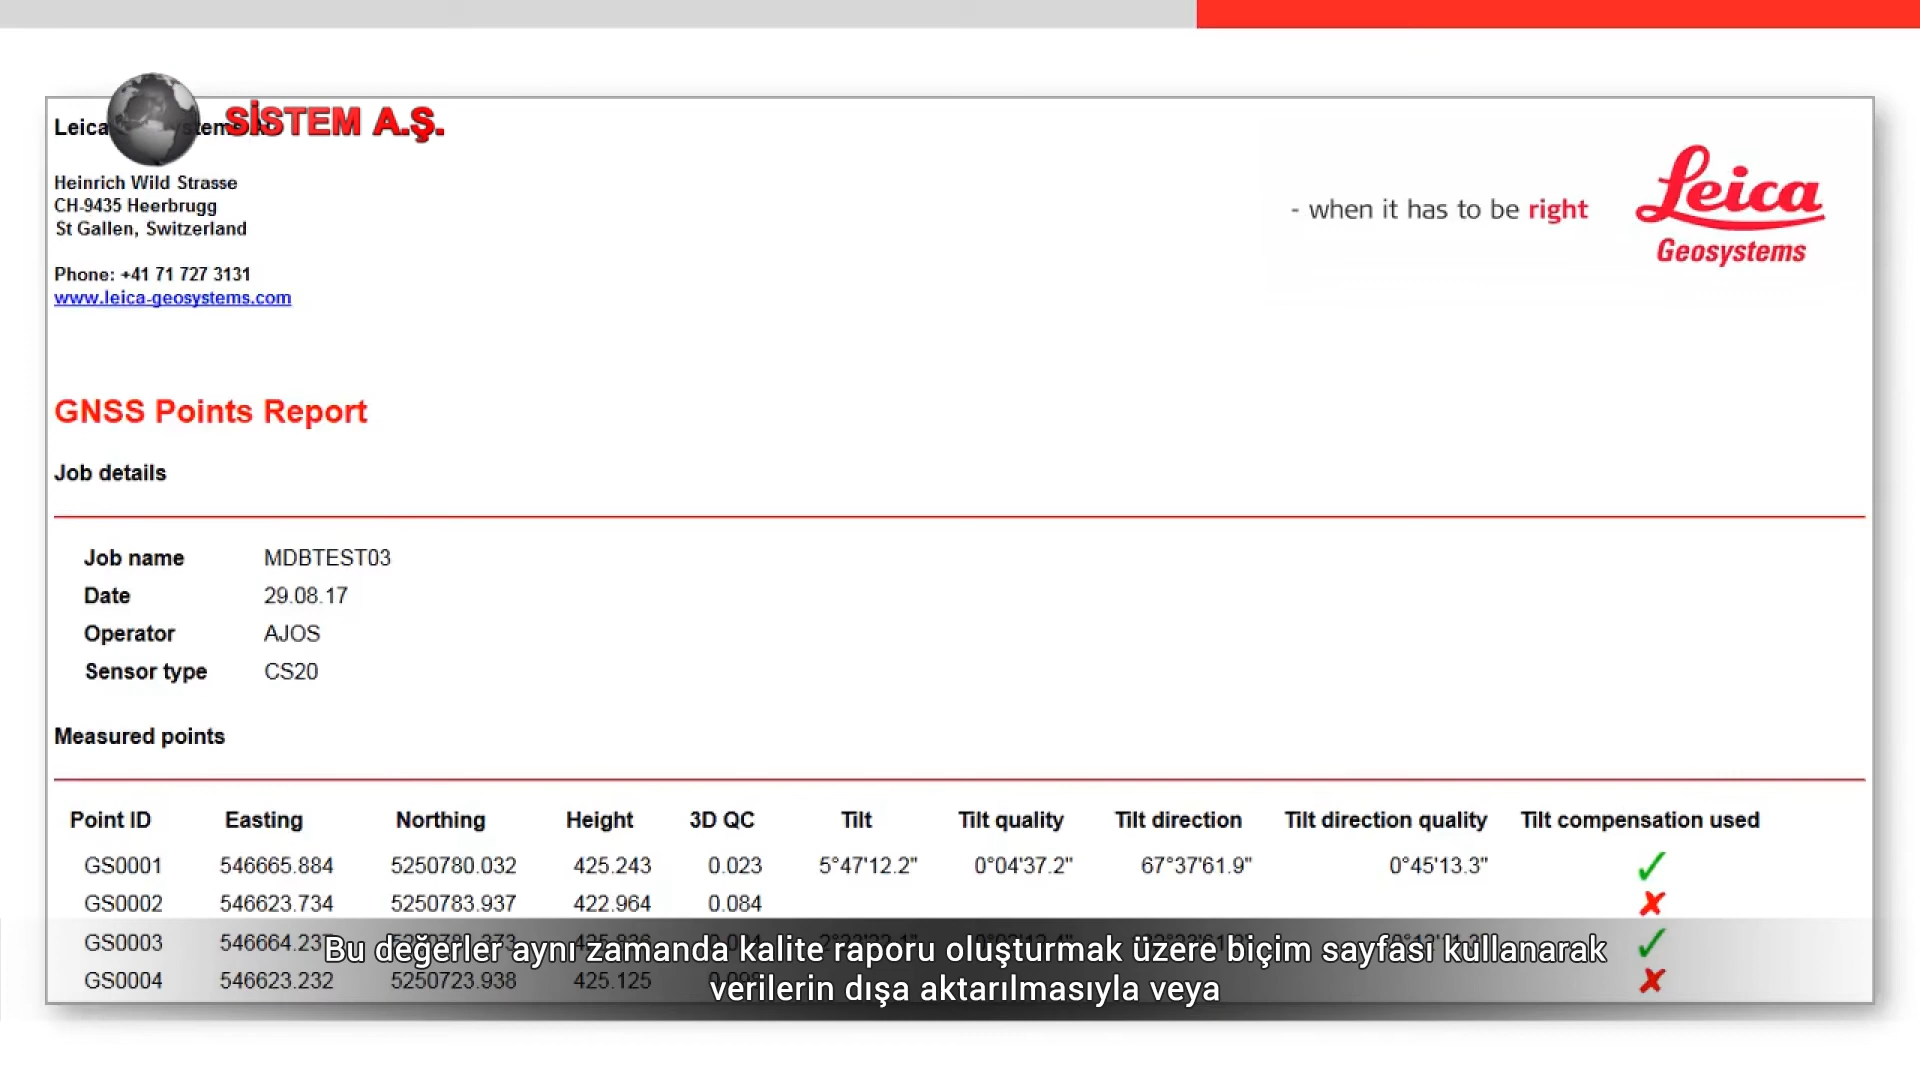 SİSTEM A.Ş.
Leica
Heinrich Wild Strasse
CH-9435 Heerbrugg
St Gallen, Switzerland
Phone: +41 71 727 3131
www.leica-geosystems.com
- when it has to be right
Leica
Geosystems
GNSS Points Report
Job details
Job name MDBTEST03
Date 29.08.17
Operator AJOS
Sensor type CS20
Measured points
Point ID Easting Northing Height 3D QC Tilt Tilt quality Tilt direction Tilt direction quality Tilt compensation used
GS0001 546665.884 5250780.032 425.243 0.023 5°47'12.2" 0°04'37.2" 67°37'61.9" 0°45'13.3" ✓
GS0002 546623.734 5250783.937 422.964 0.084 ✗
GS0003 ✓
GS0004 546623.232 5250723.938 425.125 ✗
Bu değerler aynı zamanda kalite raporu oluşturmak üzere biçim sayfası kullanarak
verilerin dışa aktarılmasıyla veya